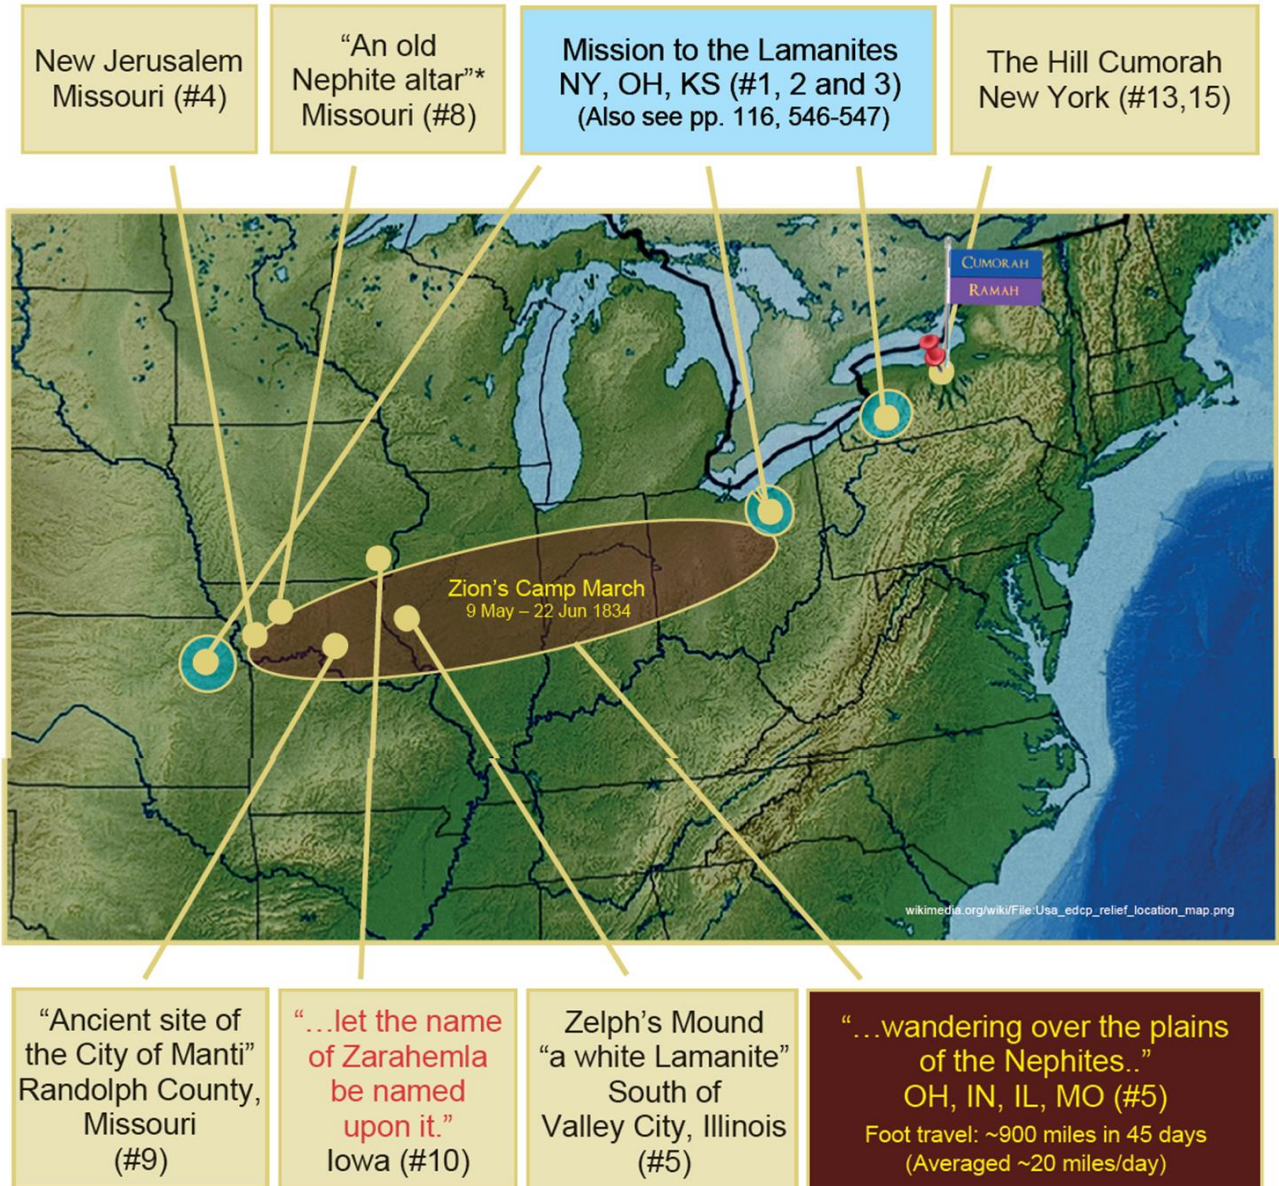 New Jerusalem
Missouri (#4)
“An old
Nephite altar”*
Missouri (#8)
Mission to the Lamanites
NY, OH, KS (#1, 2 and 3)
(Also see pp. 116, 546-547)
The Hill Cumorah
New York (#13,15)
CUMORAH
RAMAH
Zion’s Camp March
9 May – 22 Jun 1834
wikimedia.org/wiki/File:Usa_edcp_relief_location_map.png
“Ancient site of
the City of Manti”
Randolph County,
Missouri
(#9)
“…let the name
of Zarahemla
be named
upon it.”
Iowa (#10)
Zelph’s Mound
“a white Lamanite”
South of
Valley City, Illinois
(#5)
“…wandering over the plains
of the Nephites..”
OH, IN, IL, MO (#5)
Foot travel: ~900 miles in 45 days
(Averaged ~20 miles/day)